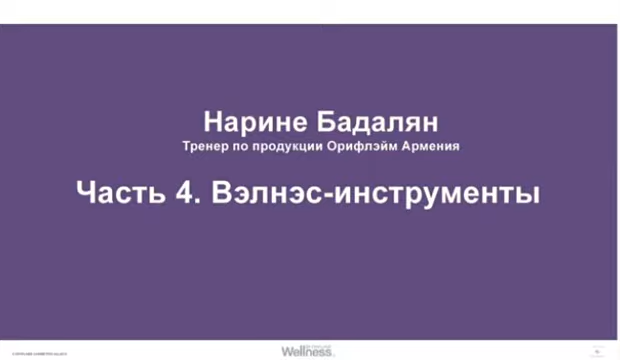 Нарине Бадалян
Тренер по продукции Орифлэйм Армения
Часть 4. Вэлнэс-инструменты
Wellness.